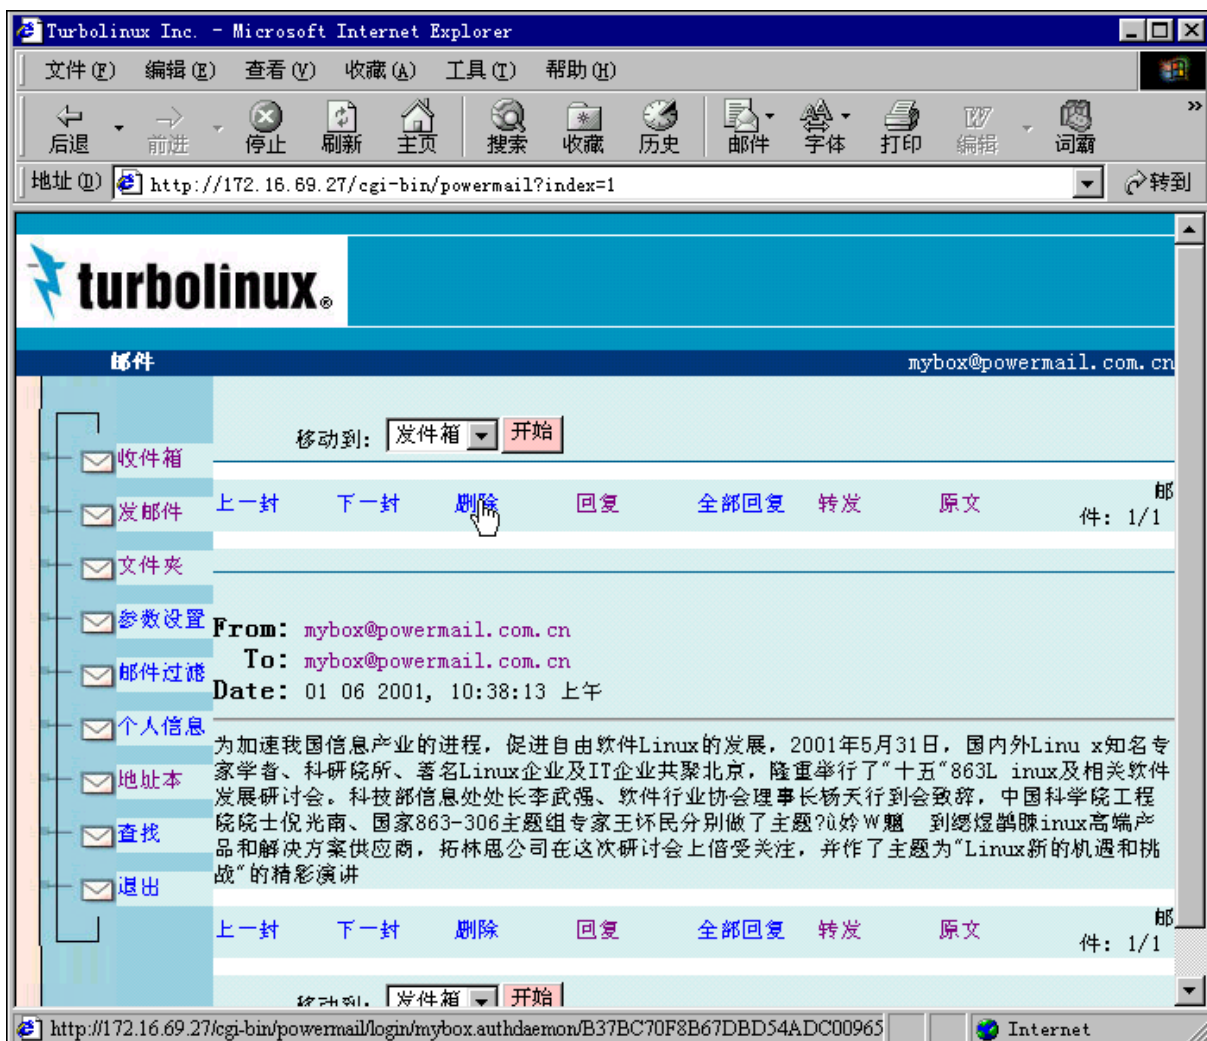 Turbolinux Inc. - Microsoft Internet Explorer
文件(F) 编辑(E) 查看(V) 收藏(A) 工具(T) 帮助(H)
后退 前进 停止 刷新 主页 搜索 收藏 历史 邮件 字体 打印 编辑 词霸
地址(D) http://172.16.69.27/cgi-bin/powermail?index=1 转到
turbolinux®
邮件 mybox@powermail.com.cn
移动到: 发件箱 开始
收件箱
发邮件
文件夹
参数设置
邮件过滤
个人信息
地址本
查找
退出
上一封 下一封 删除 回复 全部回复 转发 原文 邮
件: 1/1
From: mybox@powermail.com.cn
To: mybox@powermail.com.cn
Date: 01 06 2001, 10:38:13 上午
为加速我国信息产业的进程，促进自由软件Linux的发展，2001年5月31日，国内外Linu x知名专
家学者、科研院所、著名Linux企业及IT企业共聚北京，隆重举行了“十五”863L inux及相关软件
发展研讨会。科技部信息处处长李武强、软件行业协会理事长杨天行到会致辞，中国科学院工程
院院士倪光南、国家863-306主题组专家王怀民分别做了主题 到 inux高端产
品和解决方案供应商，拓林思公司在这次研讨会上倍受关注，并作了主题为“Linux新的机遇和挑
战”的精彩演讲
上一封 下一封 删除 回复 全部回复 转发 原文 邮
件: 1/1
移动到: 发件箱 开始
http://172.16.69.27/cgi-bin/powermail/login/mybox.authdaemon/B37BC70F8B67DBD54ADC00965 Internet